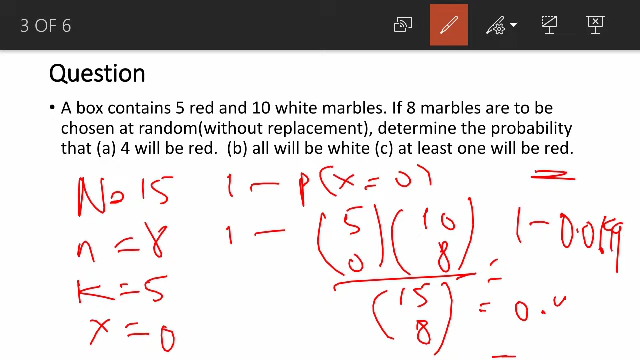 3 OF 6
Question
• A box contains 5 red and 10 white marbles. If 8 marbles are to be
chosen at random(without replacement), determine the probability
that (a) 4 will be red. (b) all will be white (c) at least one will be red.
N = 15
n = 8
K = 5
x = 0
1 - P(X = 0)
1 - (5 0)(10 8) =
(15 8)
1 - 0.0
= 0.